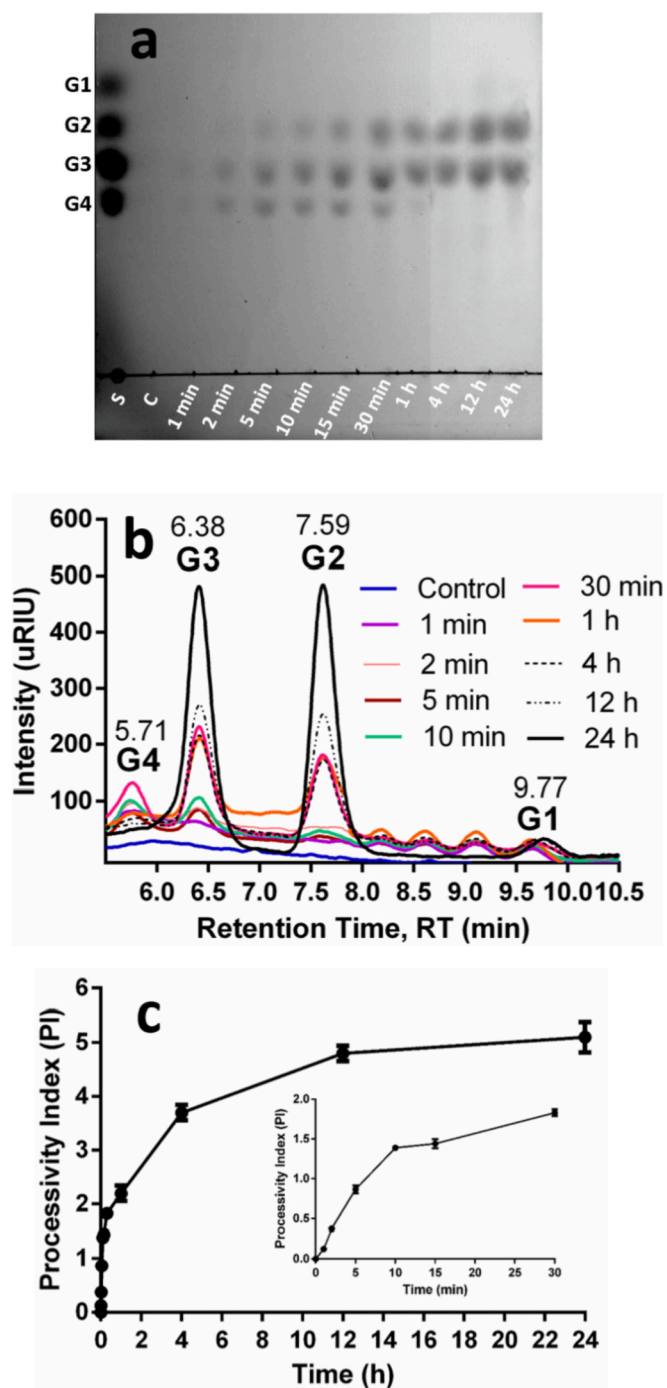 a
G1
G2
G3
G4
S C 1 min 2 min 5 min 10 min 15 min 30 min 1 h 4 h 12 h 24 h
b
600
500
400
300
200
100
Intensity (uRIU)
6.38
G3
7.59
G2
5.71
G4
9.77
G1
Control
1 min
2 min
5 min
10 min
30 min
1 h
4 h
12 h
24 h
6.0 6.5 7.0 7.5 8.0 8.5 9.0 9.5 10.0 10.5
Retention Time, RT (min)
c
6
5
4
3
2
1
0
Processivity Index (PI)
2.0
1.5
1.0
0.5
0.0
Processivity Index (PI)
0 5 10 15 20 25 30
Time (min)
0 2 4 6 8 10 12 14 16 18 20 22 24
Time (h)